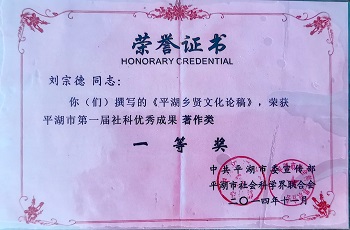 荣誉证书
HONORARY CREDENTIAL
刘宗德 同志：
你（们）撰写的《平湖乡贤文化论稿》，荣获
平湖市第一届社科优秀成果 著作类
一等奖
中共平湖市委宣传部
平湖市社会科学界联合会
二〇一四年十一月